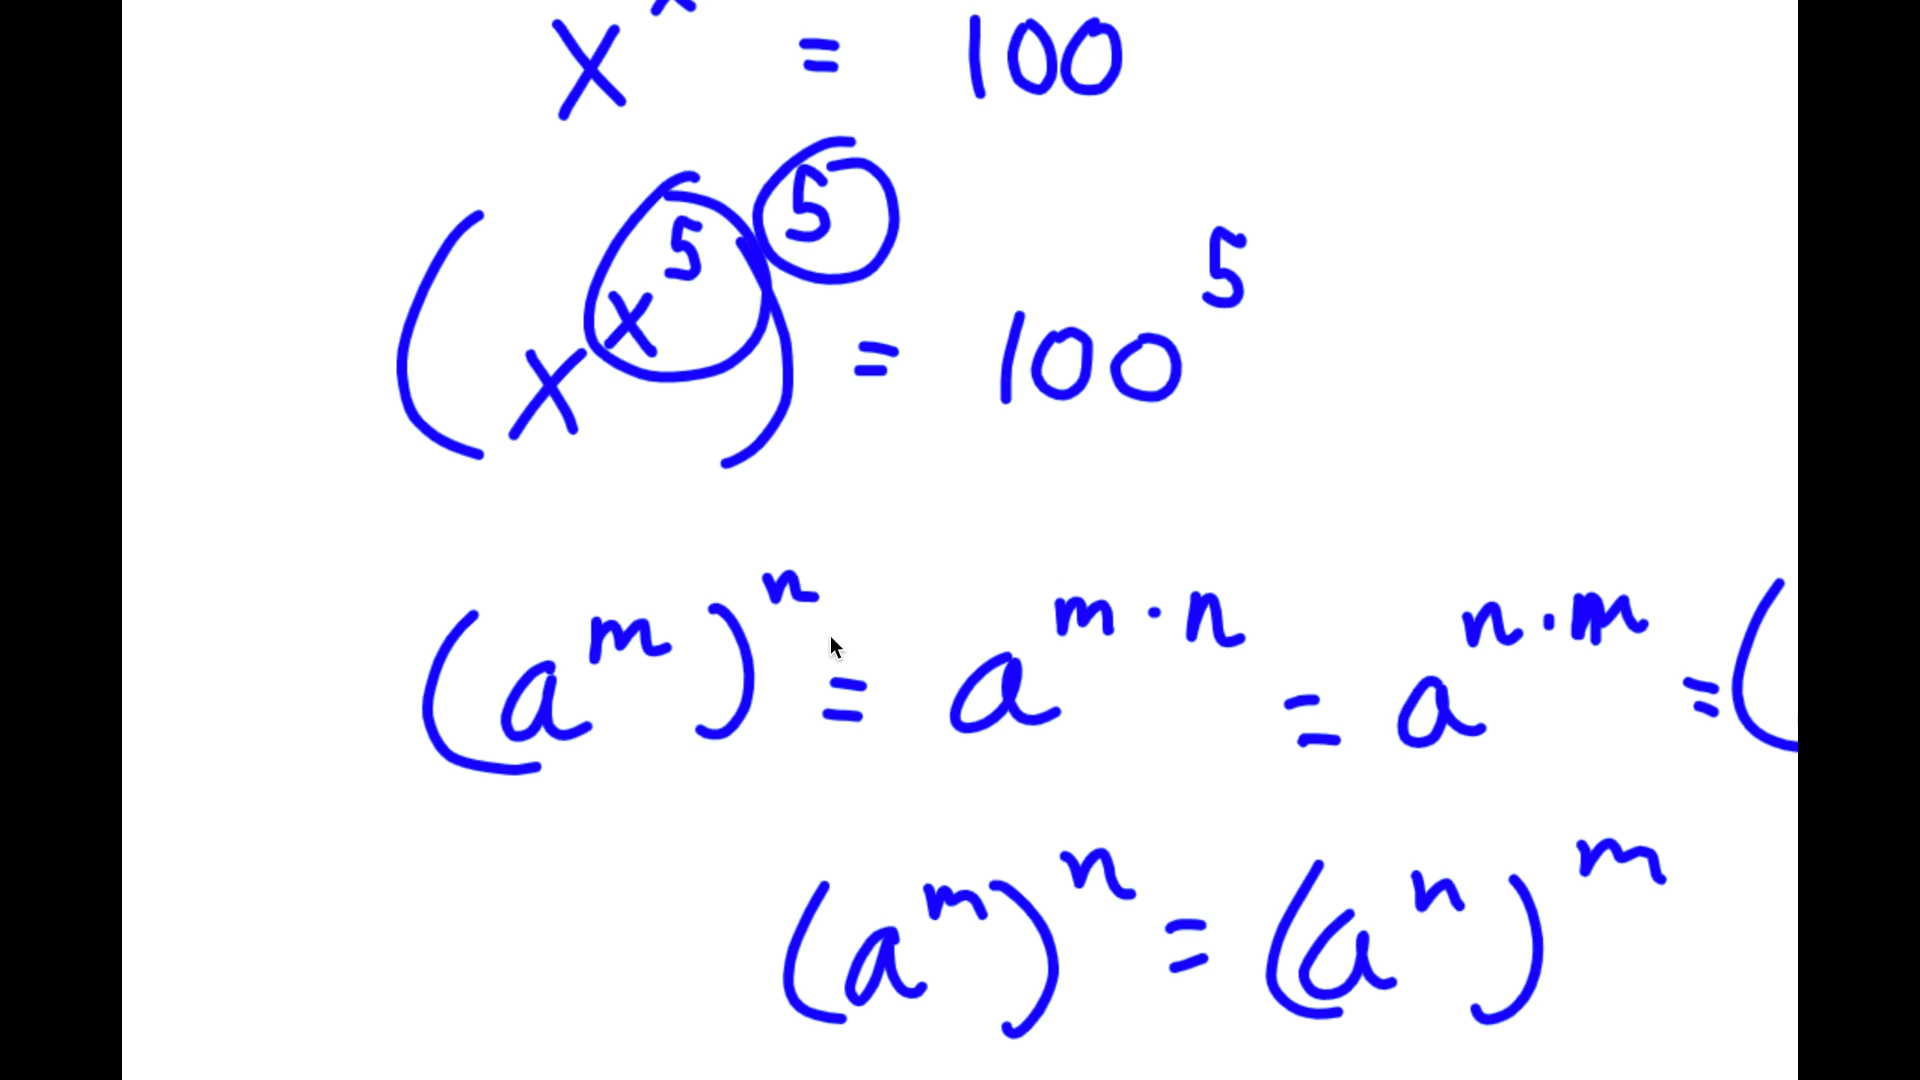 x^x = 100
(x^x^5)^5 = 100^5
(a^m)^n = a^m·n = a^n·m = (
(a^m)^n = (a^n)^m